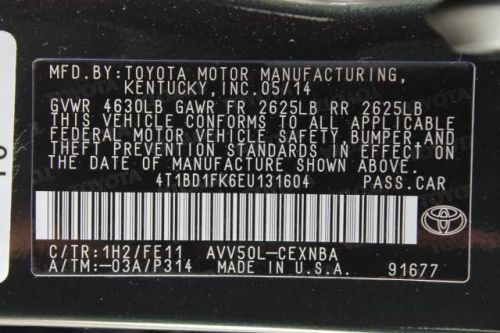 MFD.BY:TOYOTA MOTOR MANUFACTURING,
KENTUCKY, INC. 05/14
GVWR 4630LB GAWR FR 2625LB RR 2625LB
THIS VEHICLE CONFORMS TO ALL APPLICABLE
FEDERAL MOTOR VEHICLE SAFETY, BUMPER, AND
THEFT PREVENTION STANDARDS IN EFFECT ON
THE DATE OF MANUFACTURE SHOWN ABOVE.
4T1BD1FK6EU131604 PASS.CAR
TOYOTA
C/TR:1H2/FE11 AVV50L-CEXNBA
A/TM:-03A/P314 MADE IN U.S.A. 91677